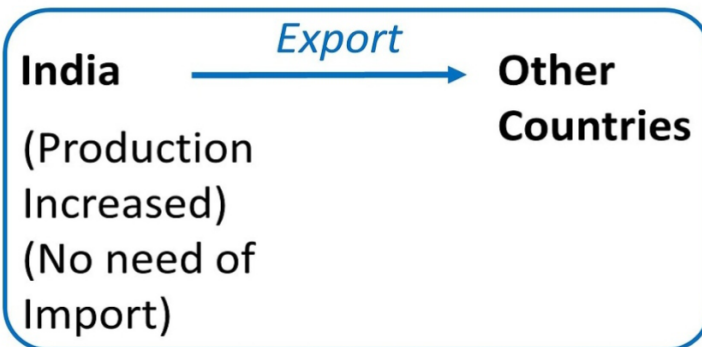 Export
India
Other
Countries
(Production
Increased)
(No need of
Import)